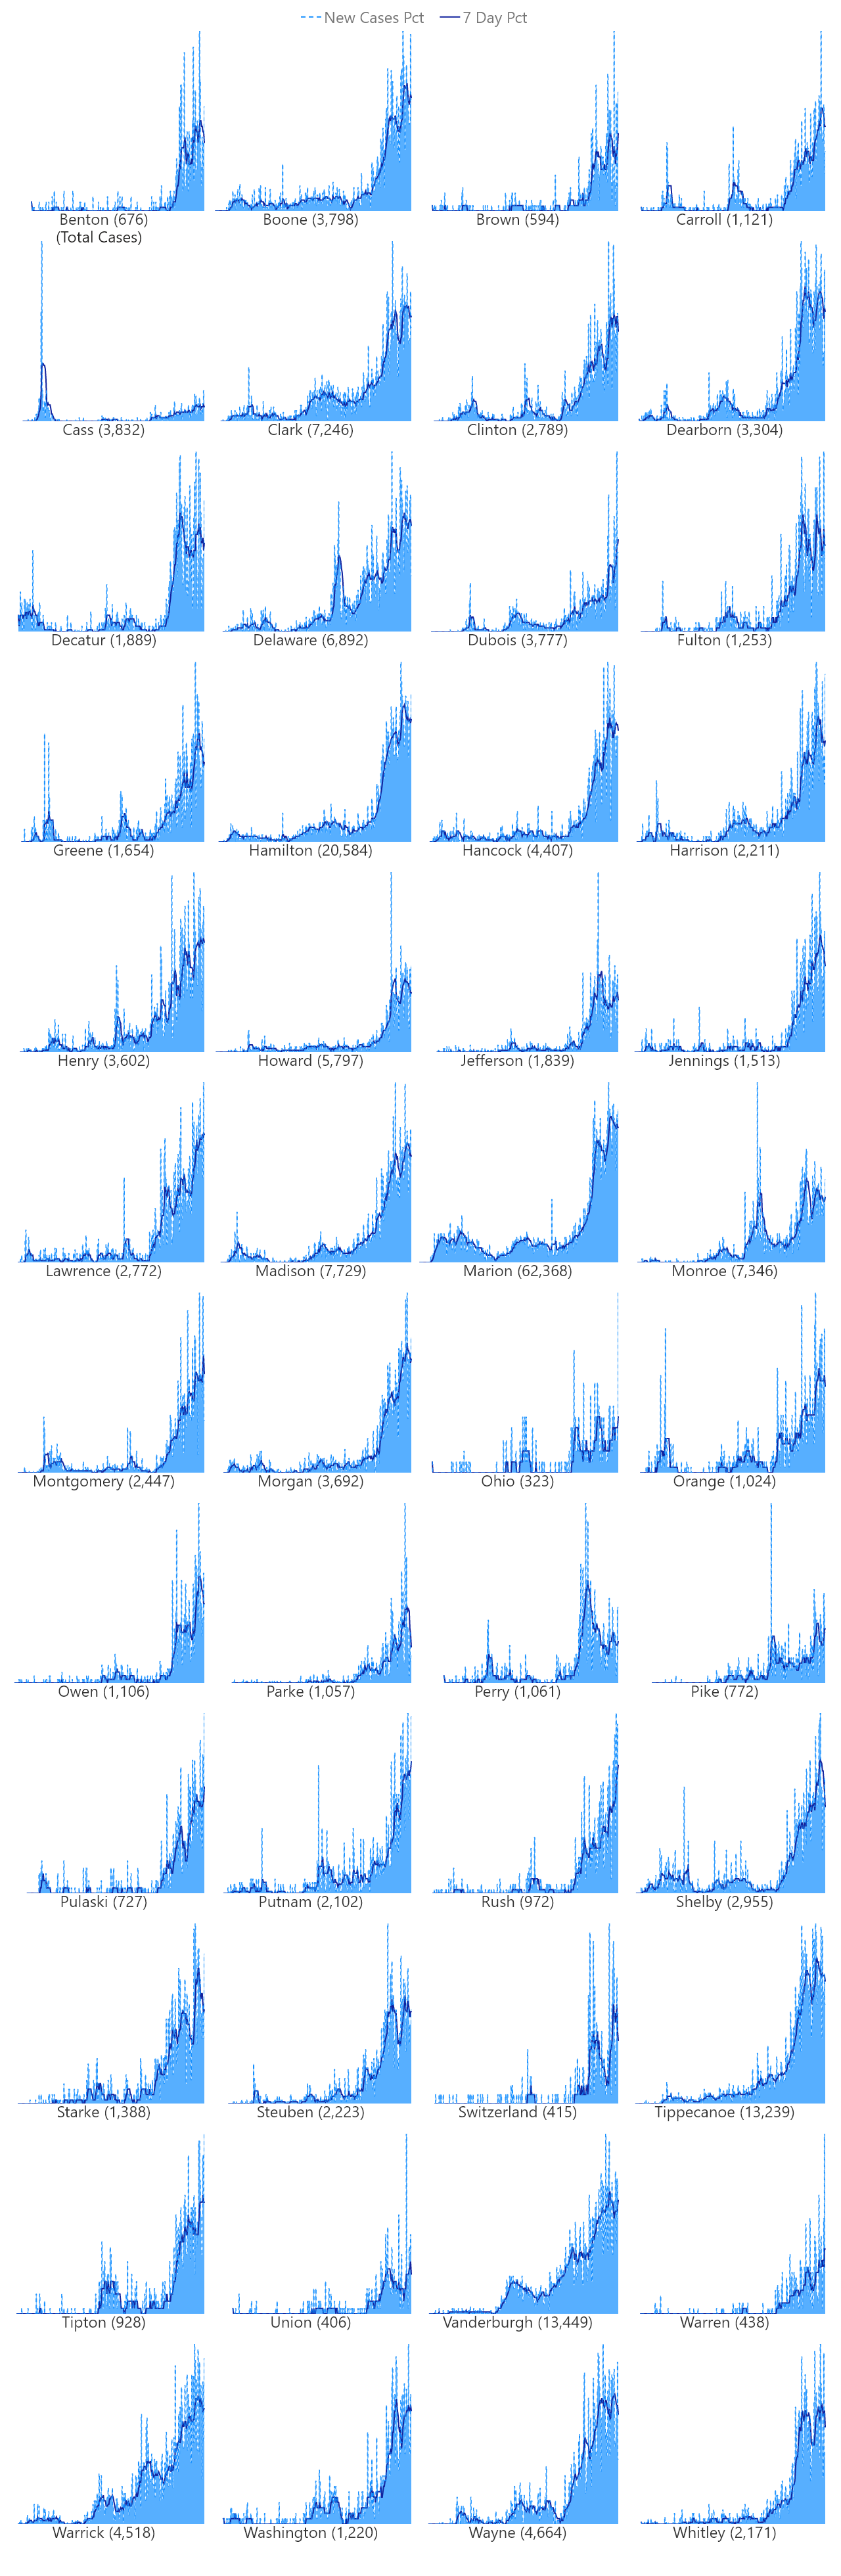 New Cases Pct 7 Day Pct
Benton (676) Boone (3,798) Brown (594) Carroll (1,121)
(Total Cases)
Cass (3,832) Clark (7,246) Clinton (2,789) Dearborn (3,304)
Decatur (1,889) Delaware (6,892) Dubois (3,777) Fulton (1,253)
Greene (1,654) Hamilton (20,584) Hancock (4,407) Harrison (2,211)
Henry (3,602) Howard (5,797) Jefferson (1,839) Jennings (1,513)
Lawrence (2,772) Madison (7,729) Marion (62,368) Monroe (7,346)
Montgomery (2,447) Morgan (3,692) Ohio (323) Orange (1,024)
Owen (1,106) Parke (1,057) Perry (1,061) Pike (772)
Pulaski (727) Putnam (2,102) Rush (972) Shelby (2,955)
Starke (1,388) Steuben (2,223) Switzerland (415) Tippecanoe (13,239)
Tipton (928) Union (406) Vanderburgh (13,449) Warren (438)
Warrick (4,518) Washington (1,220) Wayne (4,664) Whitley (2,171)